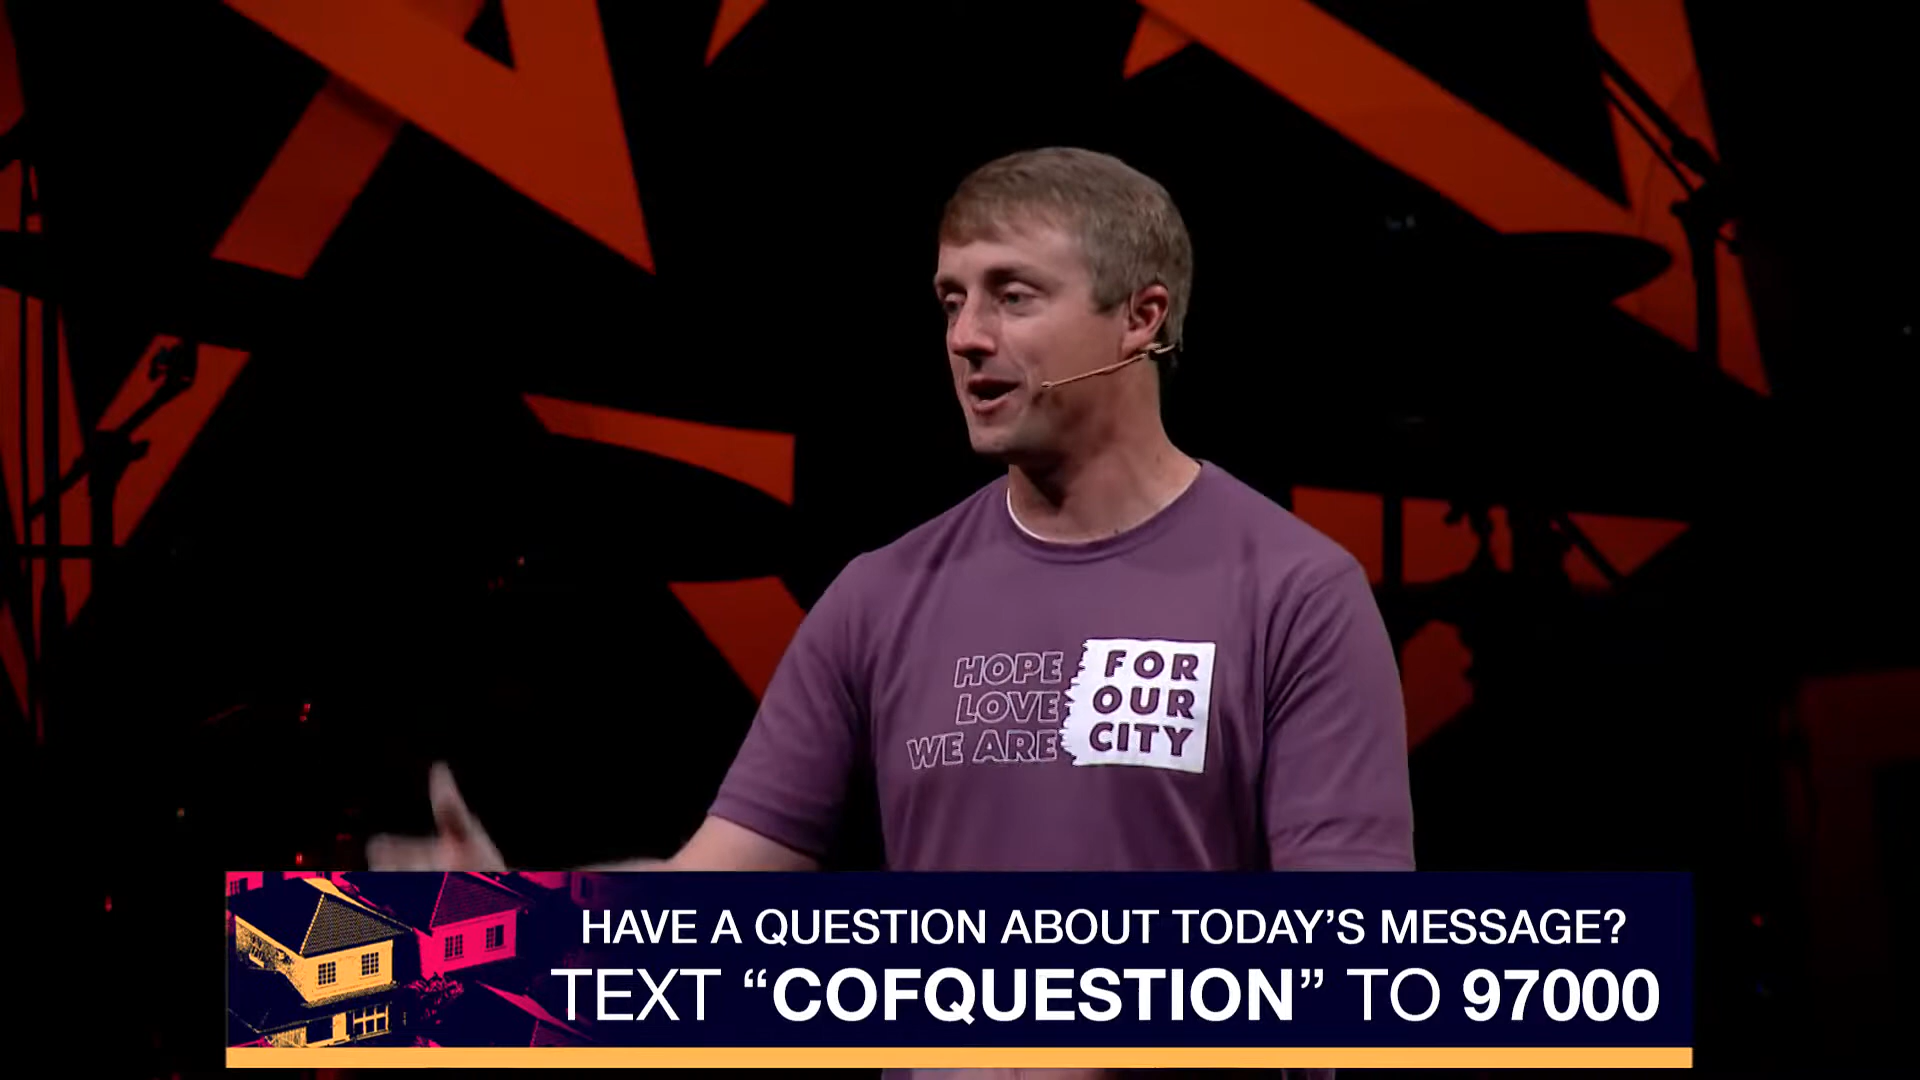 HOPE
LOVE
WE ARE
FOR
OUR
CITY
HAVE A QUESTION ABOUT TODAY’S MESSAGE?
TEXT “COFQUESTION” TO 97000